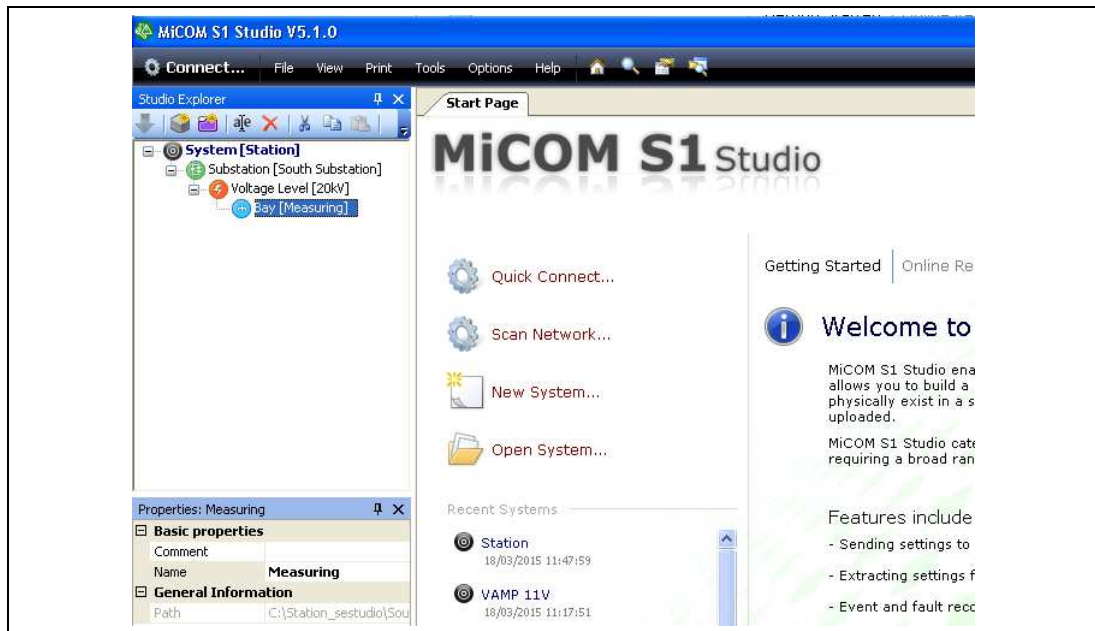 MiCOM S1 Studio V5.1.0
Connect... File View Print Tools Options Help
Studio Explorer
System [Station]
Substation [South Substation]
Voltage Level [20kV]
Bay [Measuring]
Properties: Measuring
Basic properties
Comment
Name Measuring
General Information
Path C:\Station_sestudio\Sou
Start Page
MiCOM S1 Studio
Quick Connect...
Scan Network...
New System...
Open System...
Recent Systems
Station
18/03/2015 11:47:59
VAMP 11V
18/03/2015 11:17:51
Getting Started Online Re
Welcome to
MiCOM S1 Studio ena
allows you to build a
physically exist in a s
uploaded.
MiCOM S1 Studio cate
requiring a broad ran
Features include
- Sending settings to
- Extracting settings f
- Event and fault reco